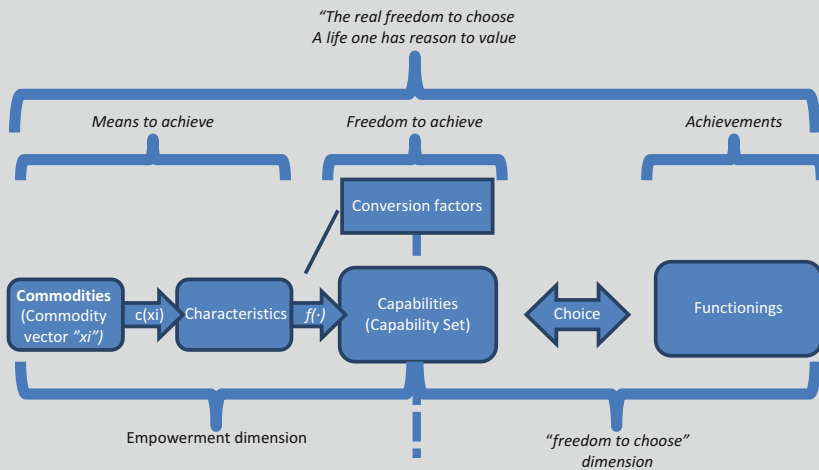 “The real freedom to choose
A life one has reason to value
Means to achieve
Freedom to achieve
Achievements
Conversion factors
Commodities
(Commodity
vector ”xi”)
c(xi)
Characteristics
f(·)
Capabilities
(Capability Set)
Choice
Functionings
Empowerment dimension
“freedom to choose”
dimension